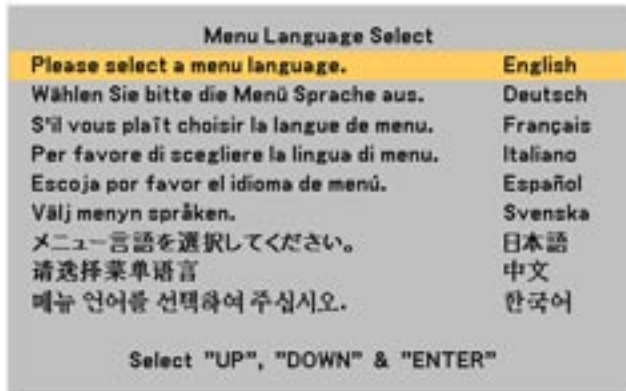 Menu Language Select
Please select a menu language. English
Wählen Sie bitte die Menü Sprache aus. Deutsch
S'il vous plaît choisir la langue de menu. Français
Per favore di scegliere la lingua di menu. Italiano
Escoja por favor el idioma de menú. Español
Välj menyn språken. Svenska
メニュー言語を選択してください。 日本語
请选择菜单语言 中文
메뉴 언어를 선택하여 주십시오. 한국어
Select "UP", "DOWN" & "ENTER"